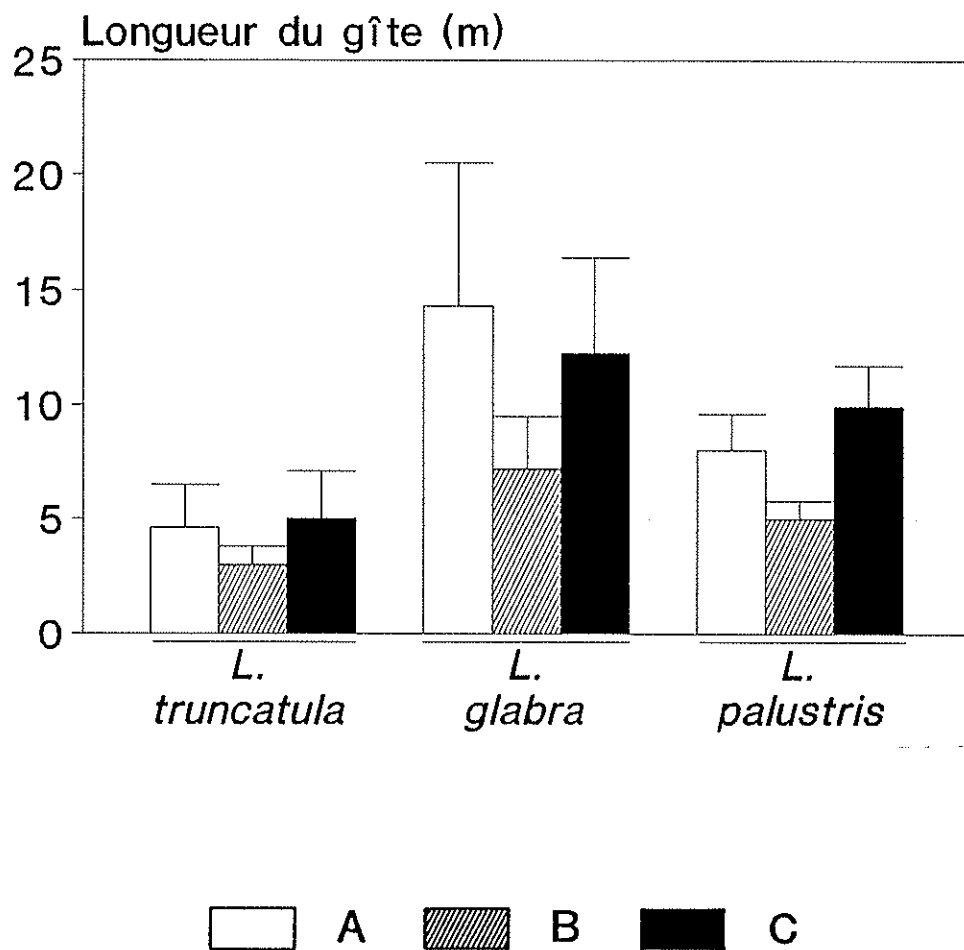 Longueur du gîte (m)
25
20
15
10
5
0
L. truncatula
L. glabra
L. palustris
A B C